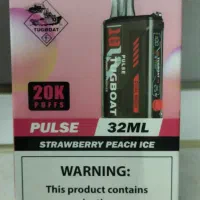 TUGBOAT
20K
PUFFS
PULSE
TUGBOAT
PULSE 32ML
STRAWBERRY PEACH ICE
WARNING:
This product contains